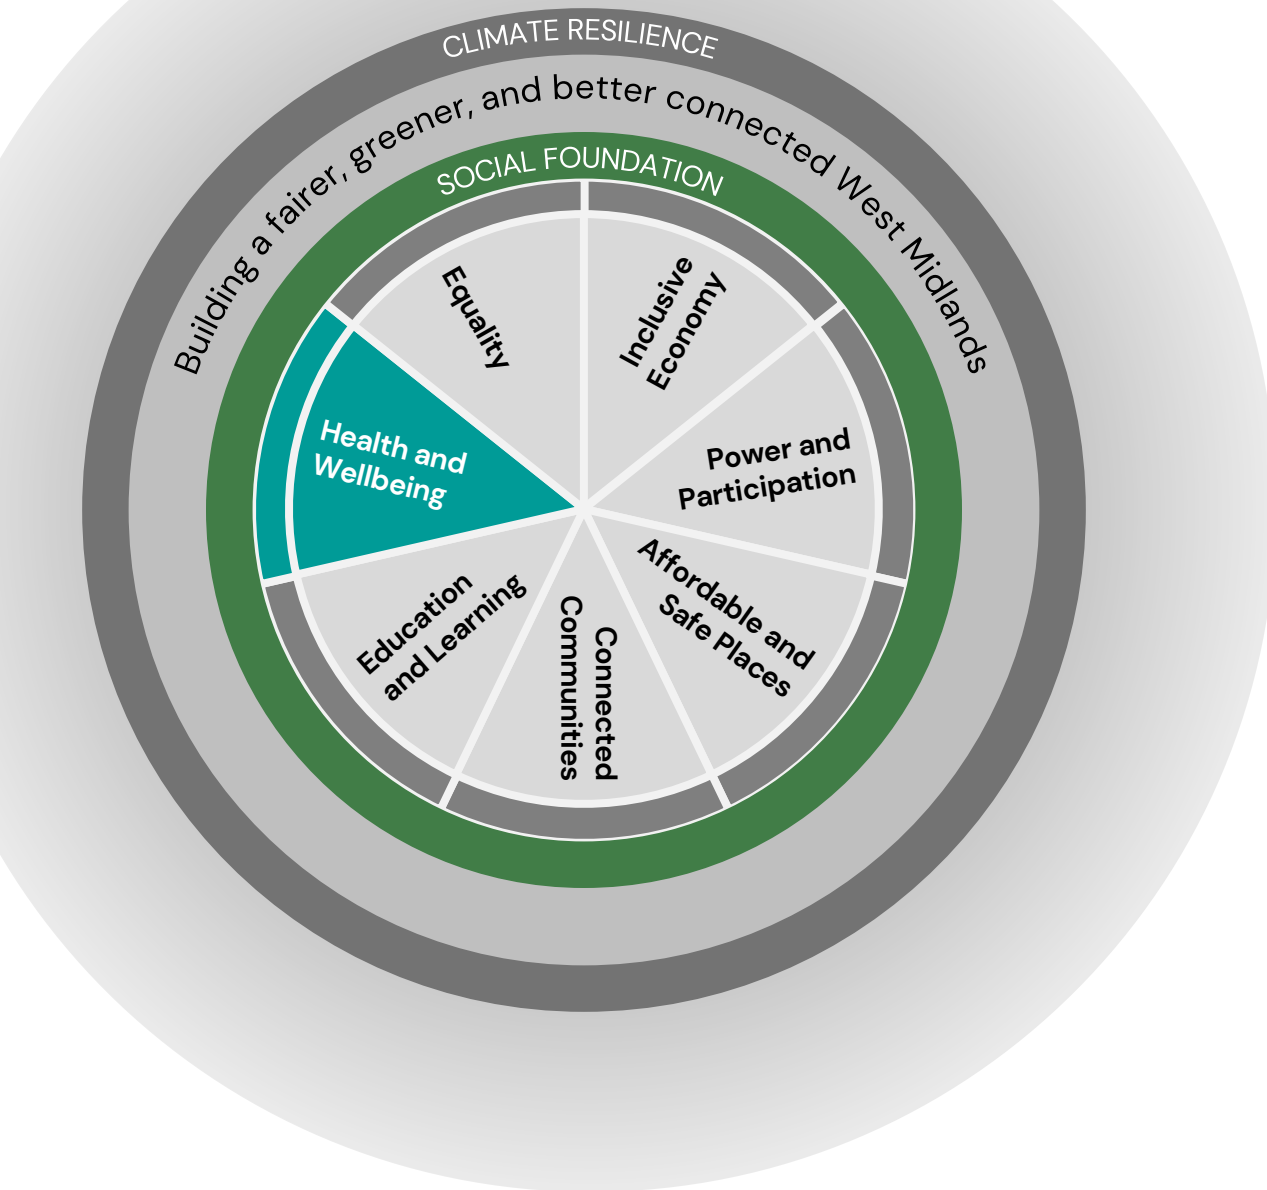 CLIMATE RESILIENCE
Building a fairer, greener, and better connected West Midlands
SOCIAL FOUNDATION
Equality
Inclusive
Economy
Power and
Participation
Affordable and
Safe Places
Connected
Communities
Education
and Learning
Health and
Wellbeing